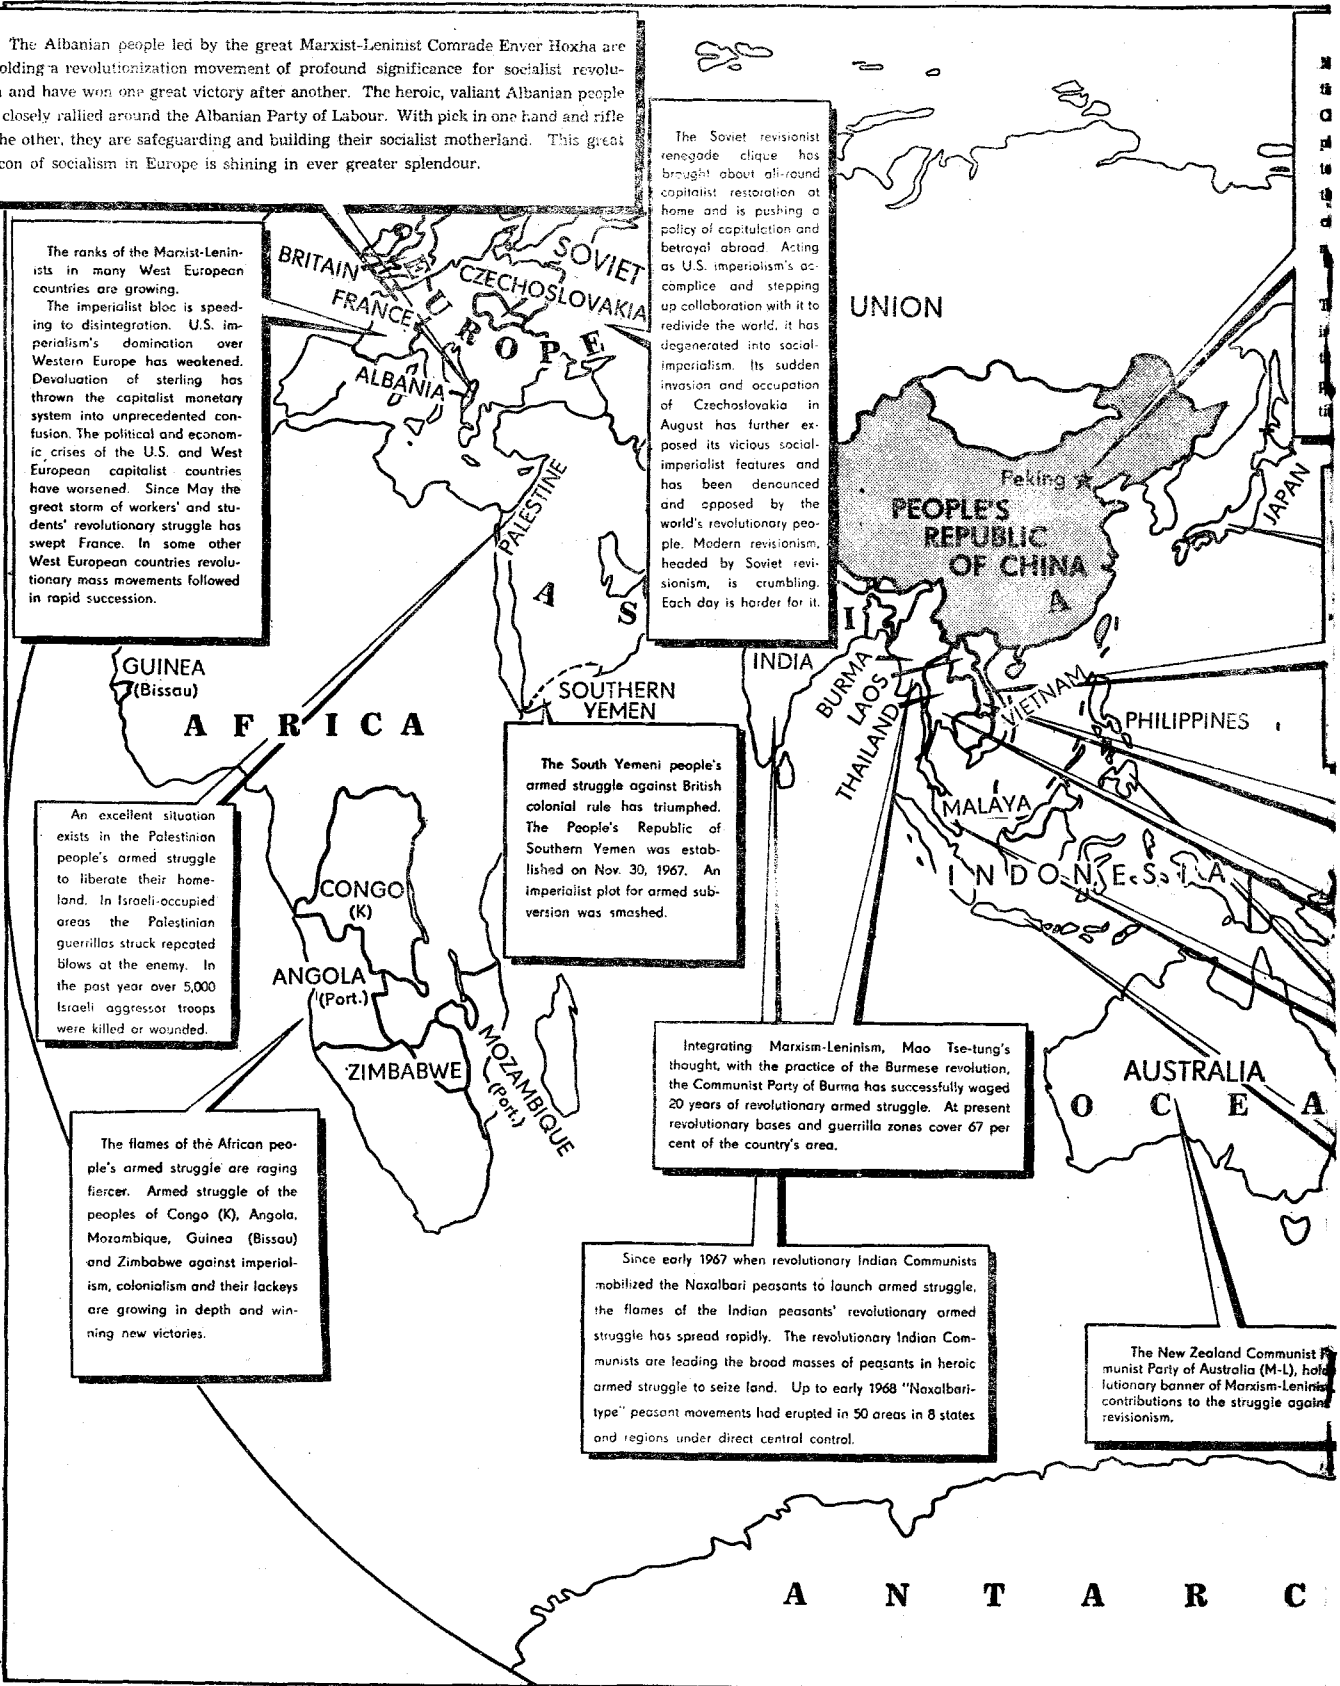 The Albanian people led by the great Marxist-Leninist Comrade Enver Hoxha are
olding a revolutionization movement of profound significance for socialist revolu-
and have won one great victory after another. The heroic, valiant Albanian people
closely rallied around the Albanian Party of Labour. With pick in one hand and rifle
he other, they are safeguarding and building their socialist motherland. This great
con of socialism in Europe is shining in ever greater splendour.
The ranks of the Marxist-Lenin-
ists in many West European
countries are growing.
The imperialist bloc is speed-
ing to disintegration. U.S. im-
perialism's domination over
Western Europe has weakened.
Devaluation of sterling has
thrown the capitalist monetary
system into unprecedented con-
fusion. The political and econom-
ic crises of the U.S. and West
European capitalist countries
have worsened. Since May the
great storm of workers' and stu-
dents' revolutionary struggle has
swept France. In some other
West European countries revolu-
tionary mass movements followed
in rapid succession.
The Soviet revisionist
renegade clique has
brought about all-round
capitalist restoration at
home and is pushing a
policy of capitulation and
betrayal abroad. Acting
as U.S. imperialism's ac-
complice and stepping
up collaboration with it to
redivide the world, it has
degenerated into social-
imperialism. Its sudden
invasion and occupation
of Czechoslovakia in
August has further ex-
posed its vicious social-
imperialist features and
has been denounced
and opposed by the
world's revolutionary peo-
ple. Modern revisionism,
headed by Soviet revi-
sionism, is crumbling.
Each day is harder for it.
BRITAIN
FRANCE
ALBANIA
CZECHOSLOVAKIA
SOVIET
UNION
EUROPE
PALESTINE
Peking
PEOPLE'S
REPUBLIC
OF CHINA
JAPAN
A S I A
GUINEA
(Bissau)
AFRICA
SOUTHERN
YEMEN
INDIA
BURMA
LAOS
THAILAND
VIETNAM
PHILIPPINES
MALAYA
INDONESIA
The South Yemeni people's
armed struggle against British
colonial rule has triumphed.
The People's Republic of
Southern Yemen was estab-
lished on Nov. 30, 1967. An
imperialist plot for armed sub-
version was smashed.
An excellent situation
exists in the Palestinian
people's armed struggle
to liberate their home-
land. In Israeli-occupied
areas the Palestinian
guerrillas struck repeated
blows at the enemy. In
the past year over 5,000
Israeli aggressor troops
were killed or wounded.
CONGO
(K)
ANGOLA
(Port.)
ZIMBABWE
MOZAMBIQUE
(Port.)
AUSTRALIA
O C E A
Integrating Marxism-Leninism, Mao Tse-tung's
thought, with the practice of the Burmese revolution,
the Communist Party of Burma has successfully waged
20 years of revolutionary armed struggle. At present
revolutionary bases and guerrilla zones cover 67 per
cent of the country's area.
The flames of the African peo-
ple's armed struggle are raging
fiercer. Armed struggle of the
peoples of Congo (K), Angola,
Mozambique, Guinea (Bissau)
and Zimbabwe against imperial-
ism, colonialism and their lackeys
are growing in depth and win-
ning new victories.
Since early 1967 when revolutionary Indian Communists
mobilized the Naxalbari peasants to launch armed struggle,
the flames of the Indian peasants' revolutionary armed
struggle has spread rapidly. The revolutionary Indian Com-
munists are leading the broad masses of peasants in heroic
armed struggle to seize land. Up to early 1968 "Naxalbari-
type" peasant movements had erupted in 50 areas in 8 states
and regions under direct central control.
The New Zealand Communist
munist Party of Australia (M-L),
lutionary banner of Marxism-Leninis
contributions to the struggle again
revisionism.
A N T A R C